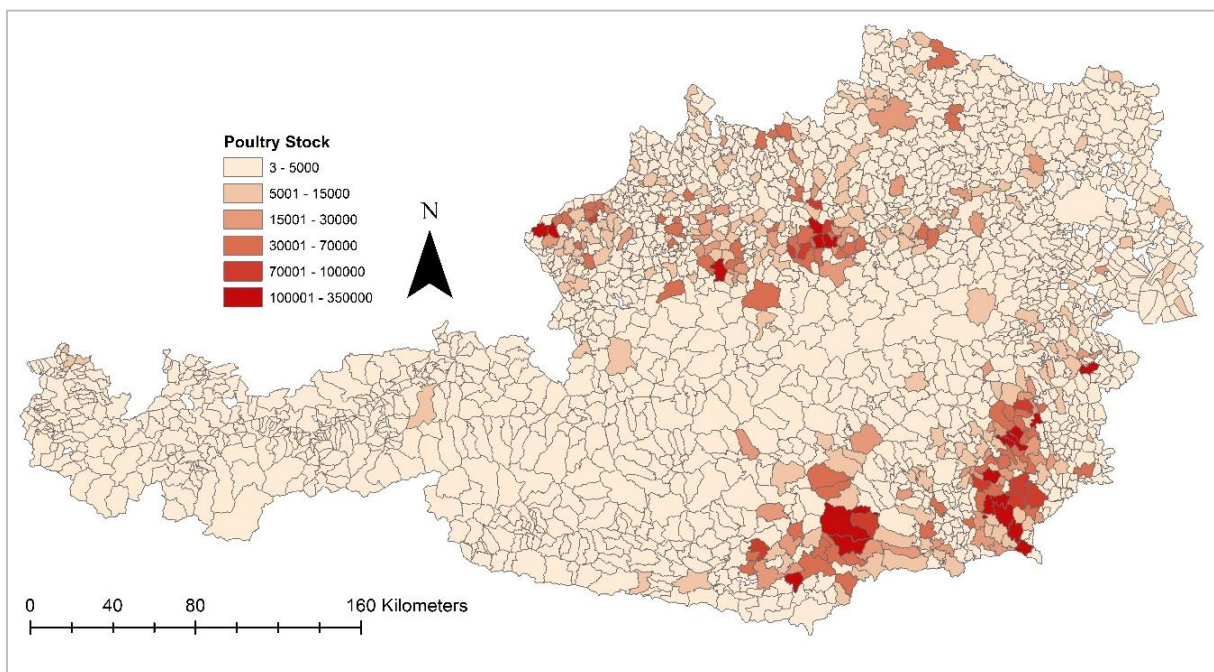 Poultry Stock
3 - 5000
5001 - 15000
15001 - 30000
30001 - 70000
70001 - 100000
100001 - 350000
N
0 40 80 160 Kilometers